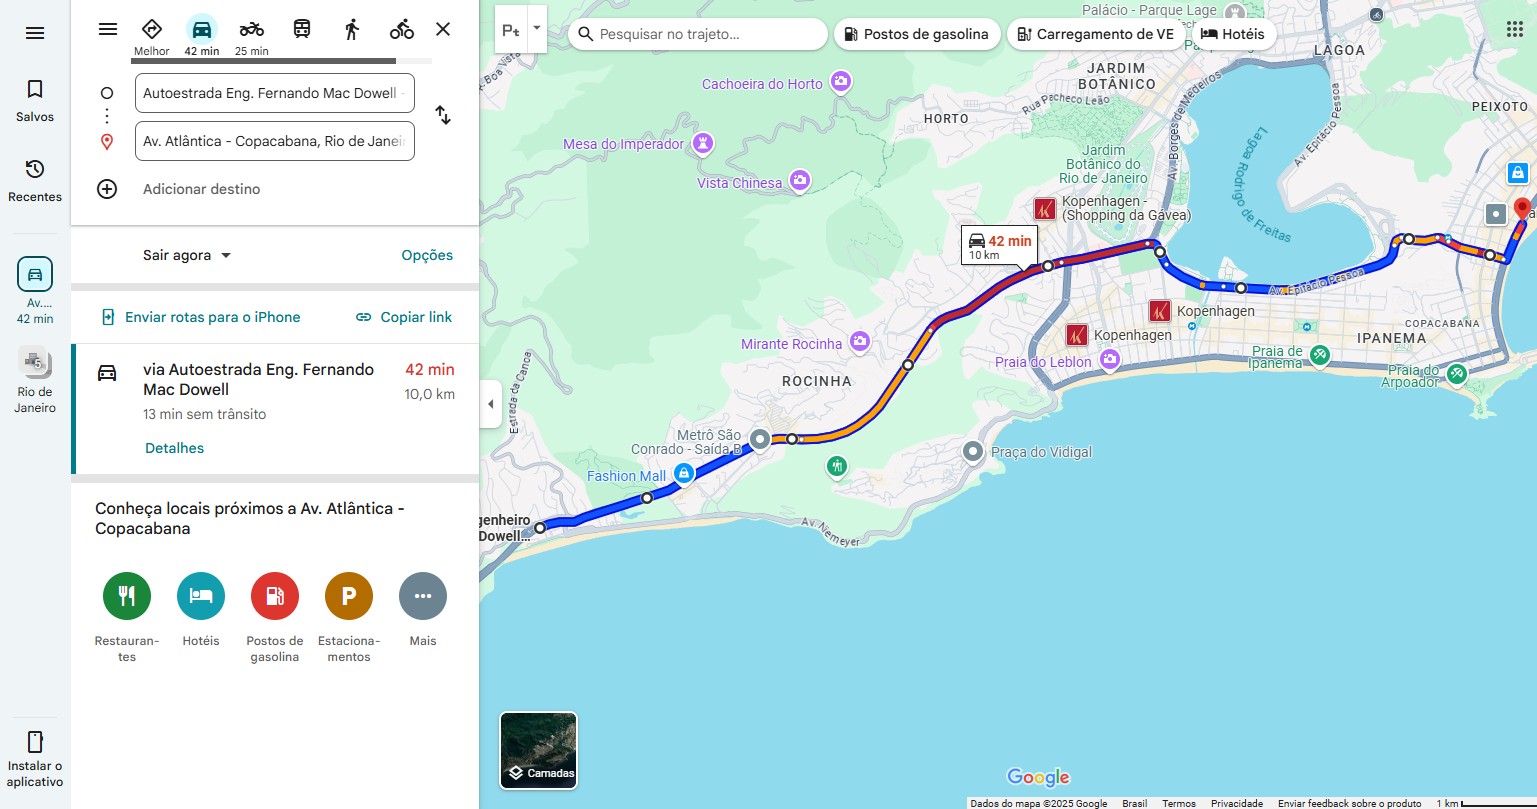 Salvos
Recentes
Av....
42 min
Rio de
Janeiro
Instalar o
aplicativo
Melhor
42 min
25 min
Autoestrada Eng. Fernando Mac Dowell -
Av. Atlântica - Copacabana, Rio de Janei
Adicionar destino
Sair agora
Opções
Enviar rotas para o iPhone
Copiar link
via Autoestrada Eng. Fernando
Mac Dowell
42 min
10,0 km
13 min sem trânsito
Detalhes
Conheça locais próximos a Av. Atlântica -
Copacabana
P
Restauran-
tes
Hotéis
Postos de
gasolina
Estaciona-
mentos
Mais
Pesquisar no trajeto...
Postos de gasolina
Carregamento de VE
Hotéis
Palácio - Parque Lage
LAGOA
JARDIM
BOTÂNICO
PEIXOTO
Cachoeira do Horto
Rua Pacheco Leão
HORTO
Av. Borges de Medeiros
Av. Epitácio Pessoa
Lagoa Rodrigo de Freitas
Mesa do Imperador
Jardim
Botânico do
Rio de Janeiro
Vista Chinesa
Kopenhagen -
(Shopping da Gávea)
42 min
10 km
Av. Epitácio Pessoa
Kopenhagen
Kopenhagen
COPACABANA
IPANEMA
Mirante Rocinha
Praia do Leblon
Praia de
Ipanema
Praia do
Arpoador
ROCINHA
Estrada da Canoa
Metrô São
Conrado - Saída B
Praça do Vidigal
Fashion Mall
genheiro
Dowell...
Av. Niemeyer
Camadas
Google
Dados do mapa ©2025 Google
Brasil
Termos
Privacidade
Enviar feedback sobre o produto
1 km